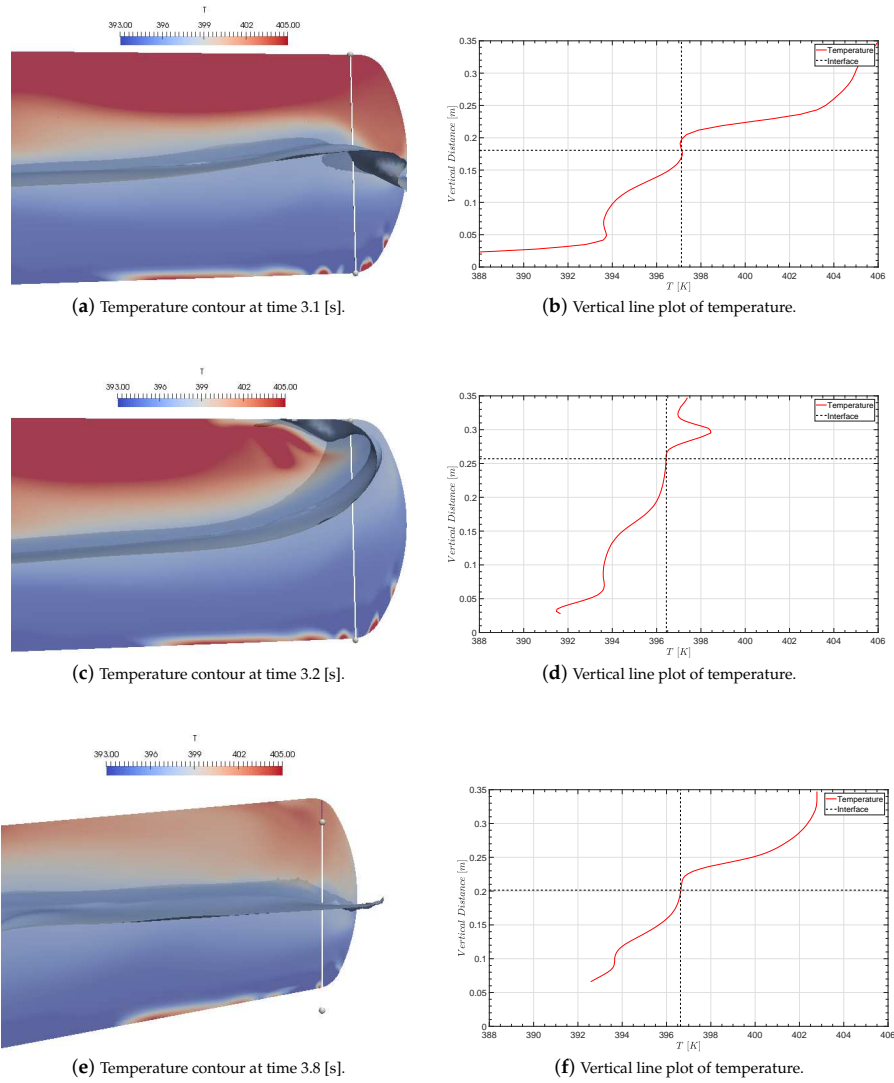 T
393.00 396 399 402 405.00
(a) Temperature contour at time 3.1 [s].
0.35
0.3
0.25
0.2
0.15
0.1
0.05
0
Vertical Distance [m]
Temperature
Interface
388 390 392 394 396 398 400 402 404 406
T [K]
(b) Vertical line plot of temperature.
T
393.00 396 399 402 405.00
(c) Temperature contour at time 3.2 [s].
0.35
0.3
0.25
0.2
0.15
0.1
0.05
0
Vertical Distance [m]
Temperature
Interface
388 390 392 394 396 398 400 402 404 406
T [K]
(d) Vertical line plot of temperature.
T
393.00 396 399 402 405.00
(e) Temperature contour at time 3.8 [s].
0.35
0.3
0.25
0.2
0.15
0.1
0.05
0
Vertical Distance [m]
Temperature
Interface
388 390 392 394 396 398 400 402 404 406
T [K]
(f) Vertical line plot of temperature.